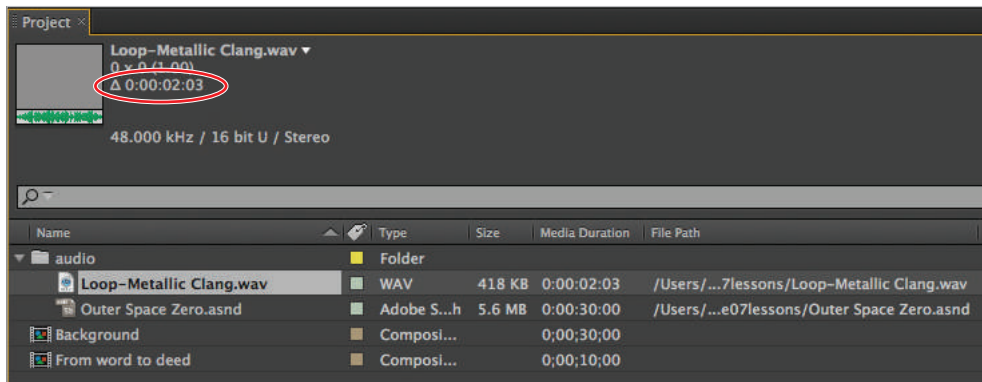 Project ×
Loop-Metallic Clang.wav ▼
0 x 0 (1.00)
Δ 0:00:02:03
48.000 kHz / 16 bit U / Stereo
Name Type Size Media Duration File Path
audio Folder
Loop-Metallic Clang.wav WAV 418 KB 0:00:02:03 /Users/...7lessons/Loop-Metallic Clang.wav
Outer Space Zero.asnd Adobe S...h 5.6 MB 0:00:30:00 /Users/...e07lessons/Outer Space Zero.asnd
Background Composi... 0;00;30;00
From word to deed Composi... 0;00;10;00